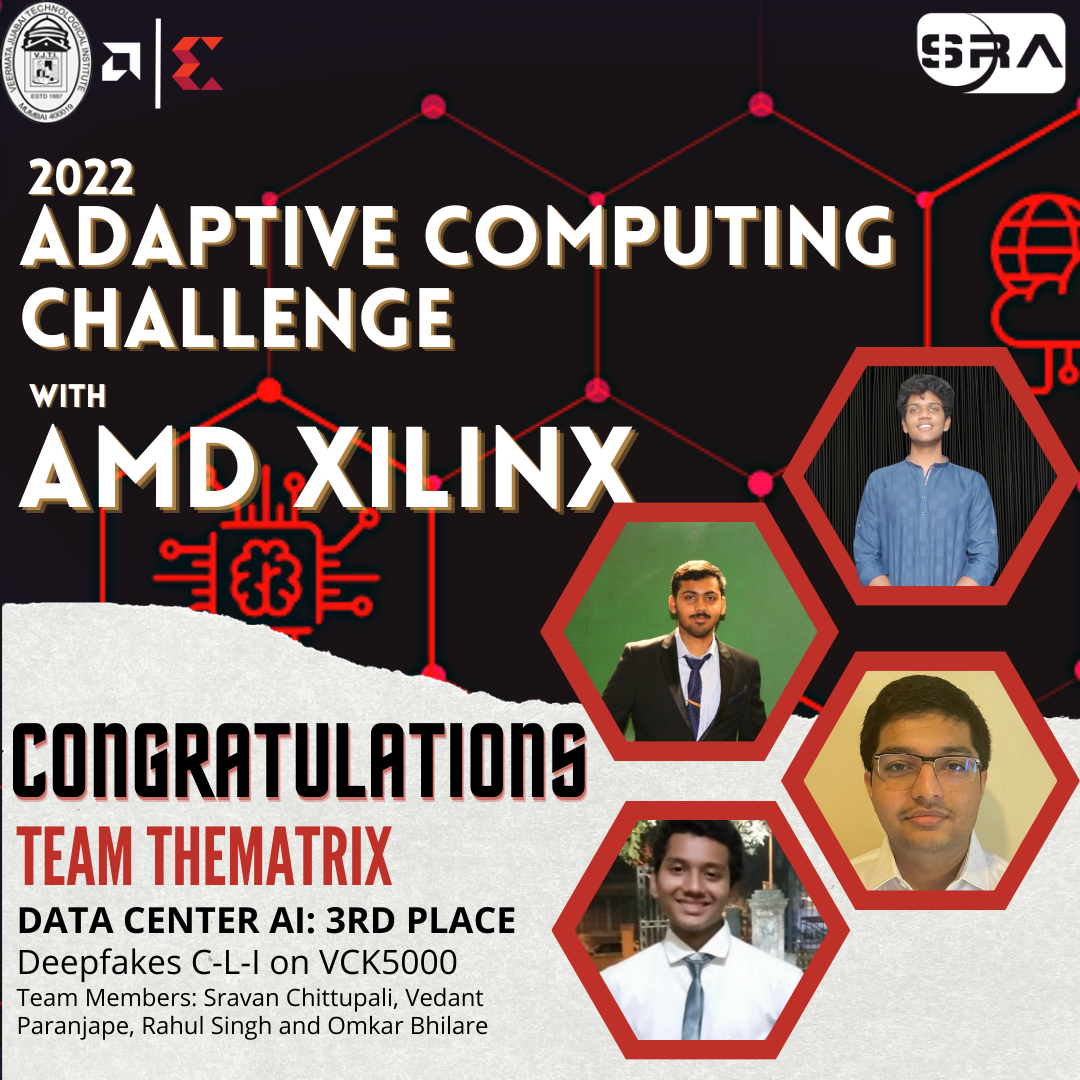 VEERMATA JIJABAI TECHNOLOGICAL INSTITUTE
V.J.T.I.
ESTD 1887
MUMBAI 400019
SRA
2022
ADAPTIVE COMPUTING
CHALLENGE
WITH
AMD XILINX
CONGRATULATIONS
TEAM THEMATRIX
DATA CENTER AI: 3RD PLACE
Deepfakes C-L-I on VCK5000
Team Members: Sravan Chittupali, Vedant
Paranjape, Rahul Singh and Omkar Bhilare